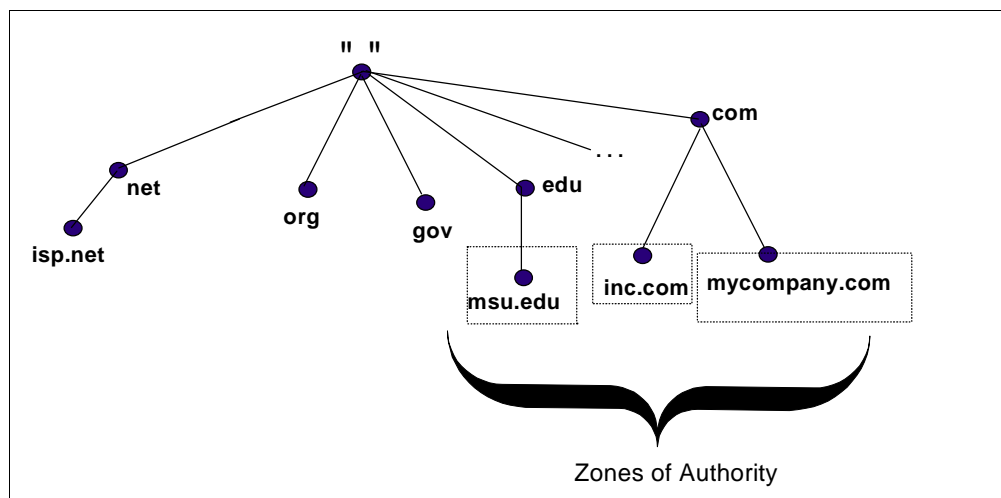 " "
com
. . .
net
edu
org
gov
isp.net
msu.edu
inc.com
mycompany.com
Zones of Authority